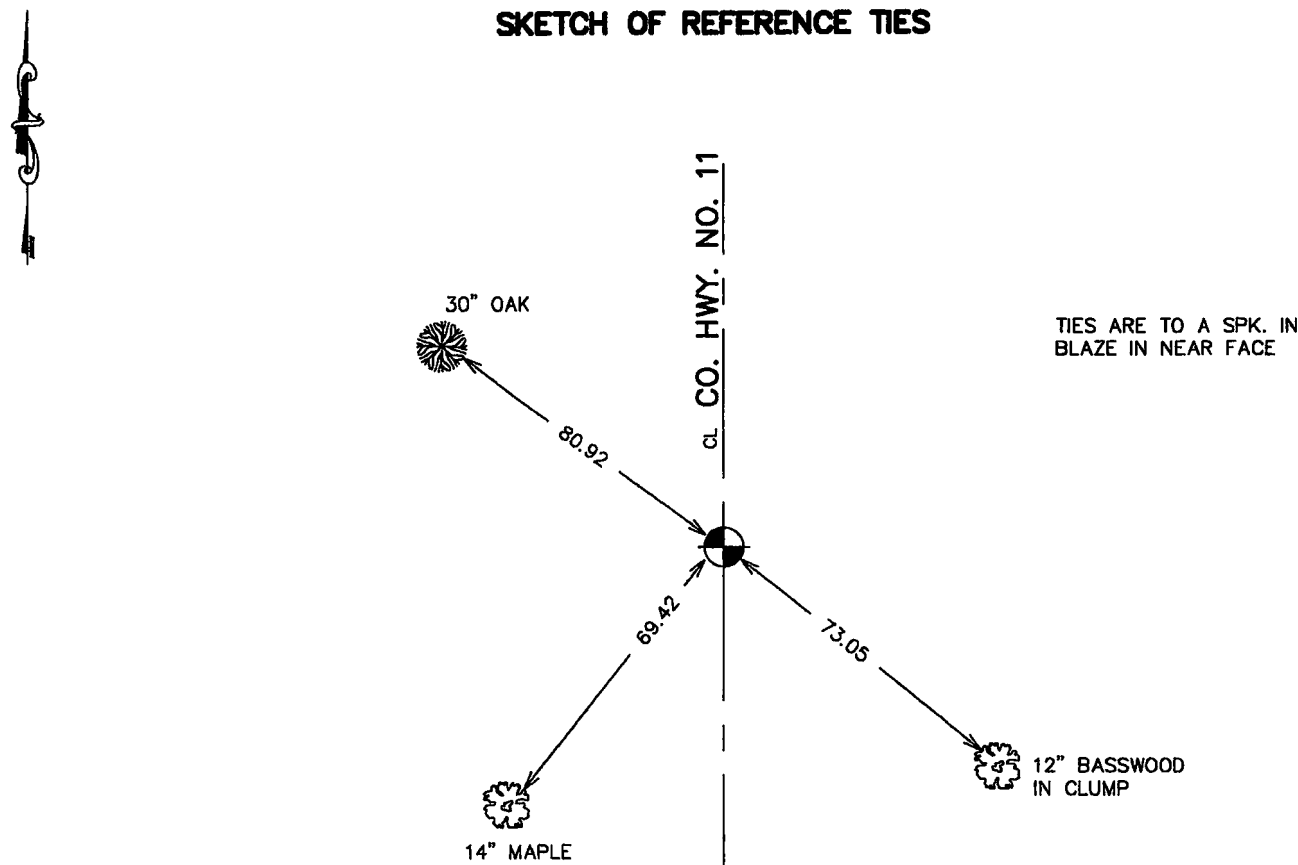 SKETCH OF REFERENCE TIES
CO. HWY. NO. 11
CL
30" OAK
TIES ARE TO A SPK. IN
BLAZE IN NEAR FACE
80.92
69.42
73.05
12" BASSWOOD
IN CLUMP
14" MAPLE